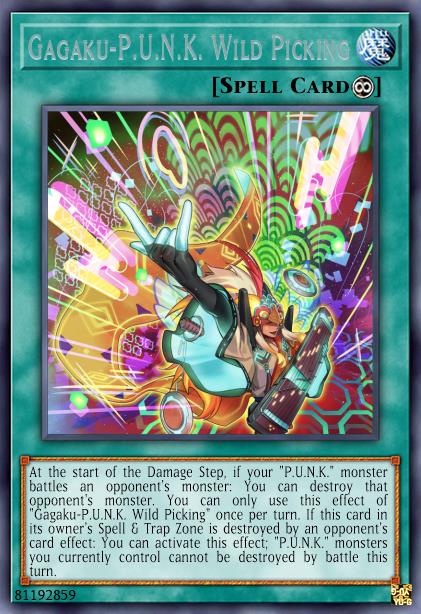 GAGAKU-P.U.N.K. WILD PICKING
魔
[SPELL CARD]
At the start of the Damage Step, if your "P.U.N.K." monster
battles an opponent's monster: You can destroy that
opponent's monster. You can only use this effect of
"Gagaku-P.U.N.K. Wild Picking" once per turn. If this card in
its owner's Spell & Trap Zone is destroyed by an opponent's
card effect: You can activate this effect; "P.U.N.K." monsters
you currently control cannot be destroyed by battle this
turn.
81192859